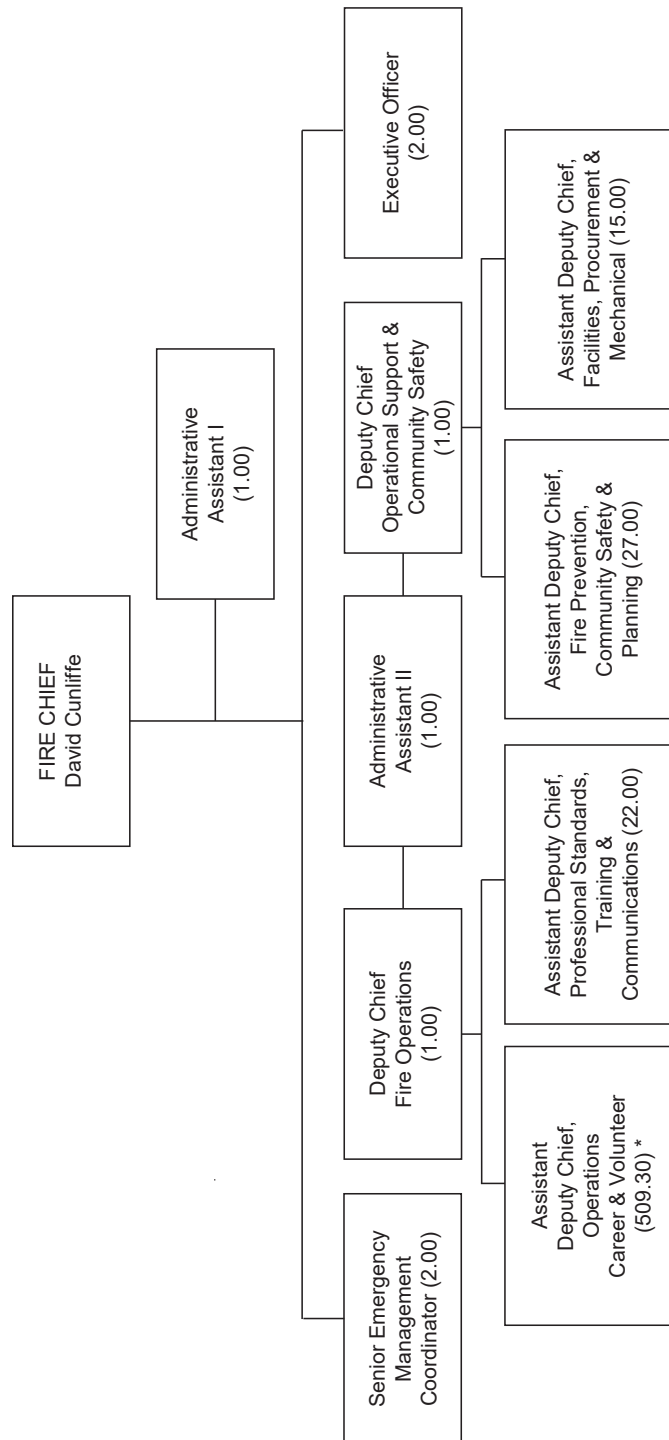 FIRE CHIEF
David Cunliffe
Administrative
Assistant I
(1.00)
Senior Emergency
Management
Coordinator (2.00)
Deputy Chief
Fire Operations
(1.00)
Administrative
Assistant II
(1.00)
Deputy Chief
Operational Support &
Community Safety
(1.00)
Executive Officer
(2.00)
Assistant
Deputy Chief,
Operations
Career & Volunteer
(509.30) *
Assistant Deputy Chief,
Professional Standards,
Training &
Communications (22.00)
Assistant Deputy Chief,
Fire Prevention,
Community Safety &
Planning (27.00)
Assistant Deputy Chief,
Facilities, Procurement &
Mechanical (15.00)